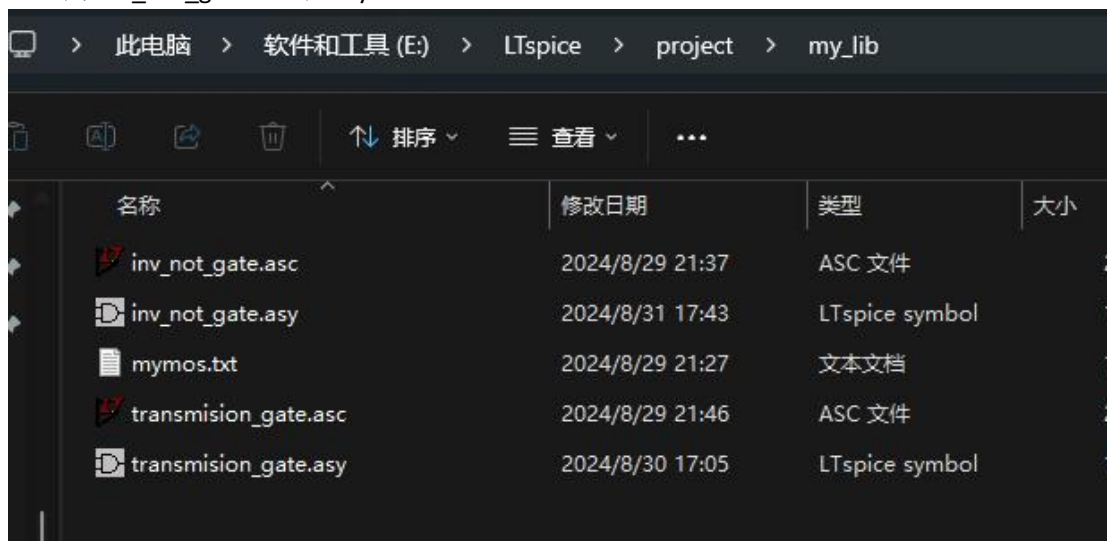 此电脑 > 软件和工具 (E:) > LTspice > project > my_lib
排序 查看 ...
名称 修改日期 类型 大小
inv_not_gate.asc 2024/8/29 21:37 ASC 文件
inv_not_gate.asy 2024/8/31 17:43 LTspice symbol
mymos.txt 2024/8/29 21:27 文本文档
transmision_gate.asc 2024/8/29 21:46 ASC 文件
transmision_gate.asy 2024/8/30 17:05 LTspice symbol